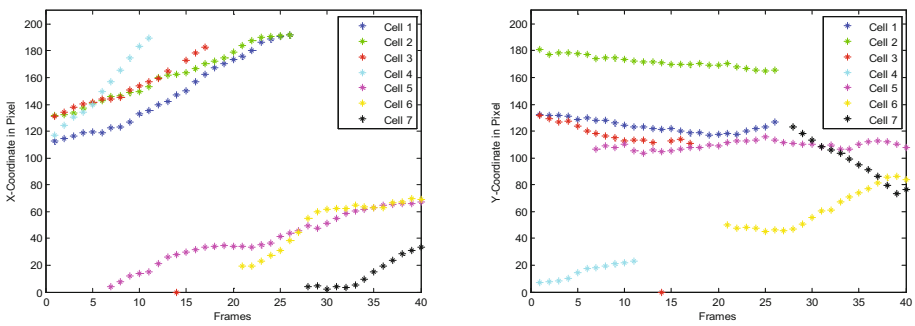 200
180
160
140
120
100
80
60
40
20
0
0 5 10 15 20 25 30 35 40
X-Coordinate in Pixel
Frames
Cell 1
Cell 2
Cell 3
Cell 4
Cell 5
Cell 6
Cell 7
200
180
160
140
120
100
80
60
40
20
0
0 5 10 15 20 25 30 35 40
Y-Coordinate in Pixel
Frames
Cell 1
Cell 2
Cell 3
Cell 4
Cell 5
Cell 6
Cell 7